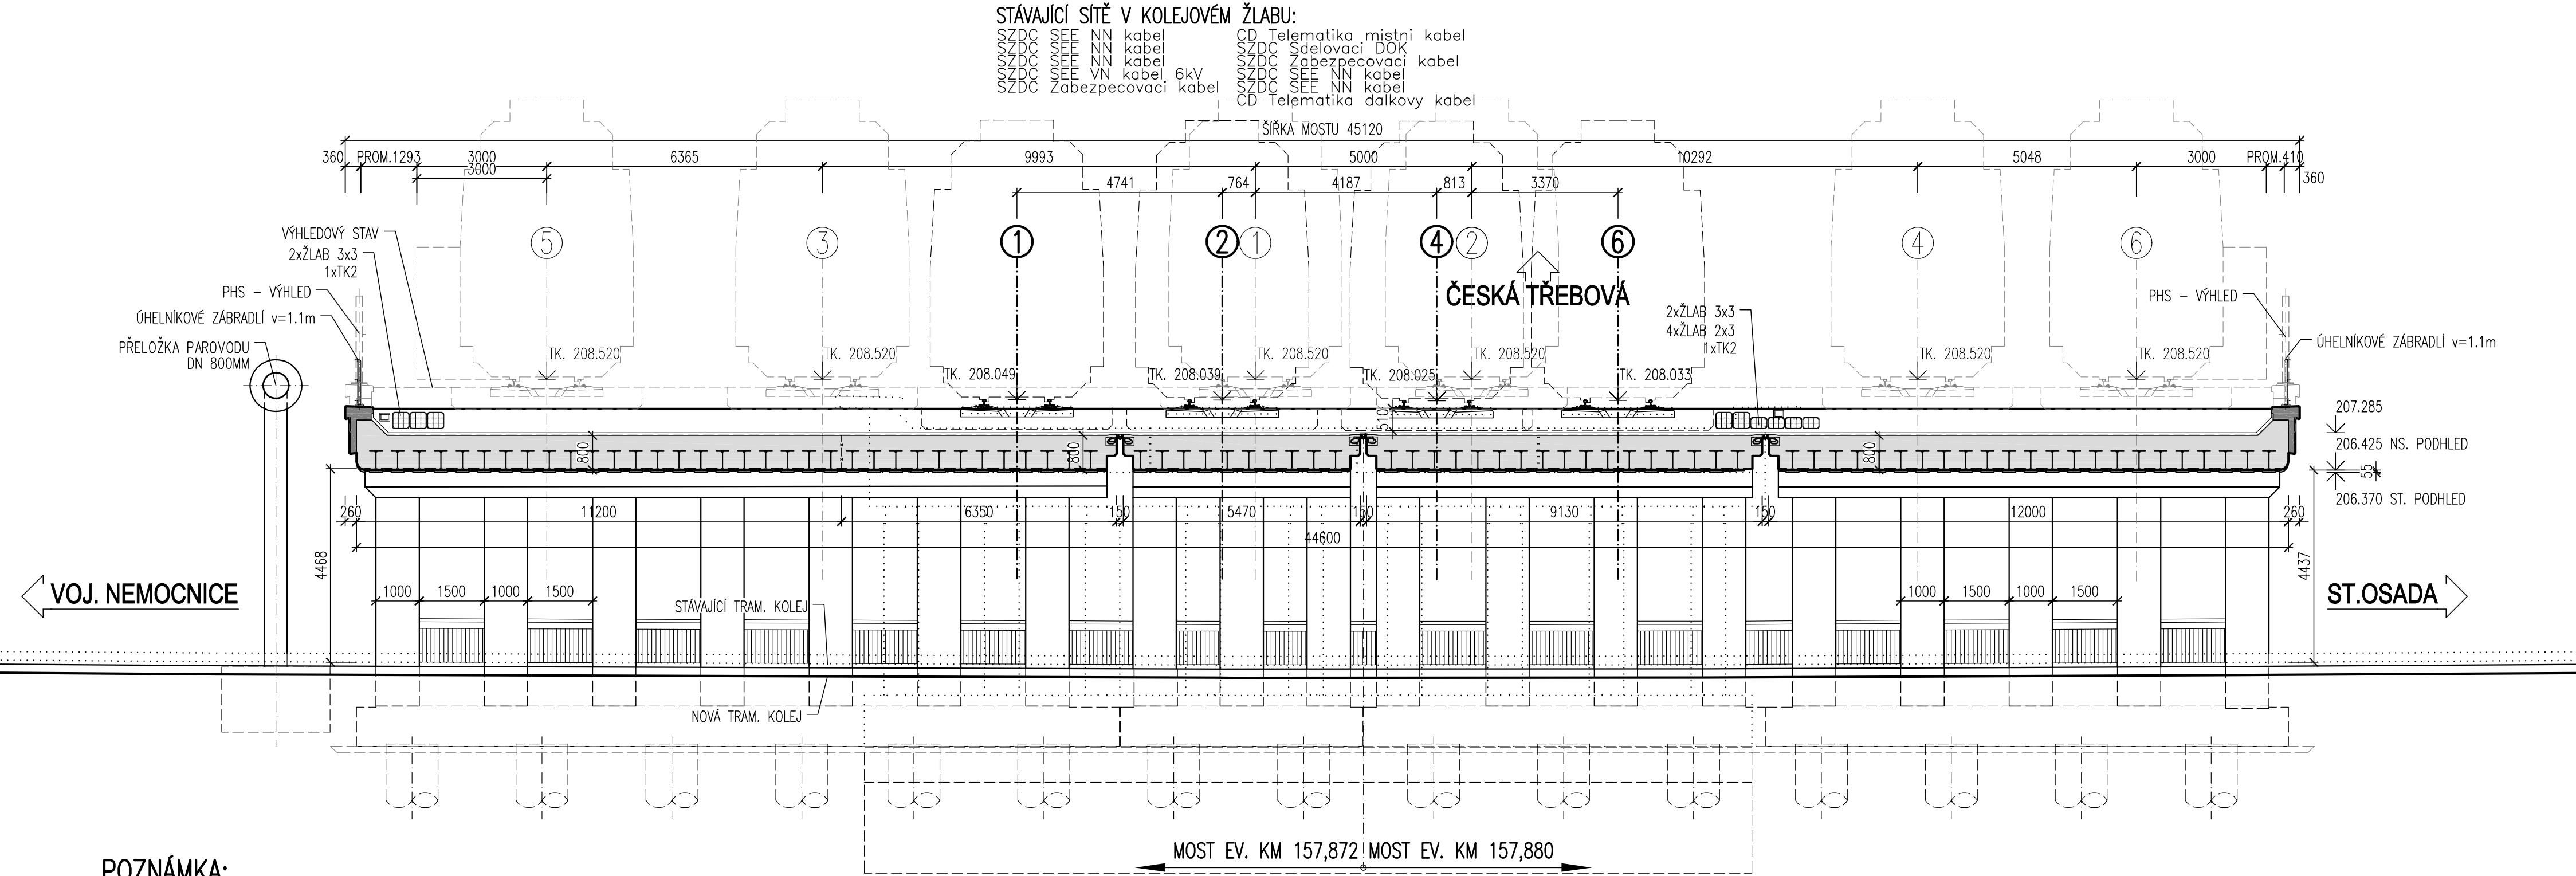 STÁVAJÍCÍ SÍTĚ V KOLEJOVÉM ŽLABU:
SZDC SEE NN kabel
SZDC SEE NN kabel
SZDC SEE NN kabel
SZDC SEE VN kabel 6kV
SZDC Zabezpecovaci kabel
CD Telematika mistni kabel
SZDC Sdelovaci DOK
SZDC Zabezpecovaci kabel
SZDC SEE NN kabel
SZDC SEE NN kabel
CD Telematika dalkovy kabel
ŠÍŘKA MOSTU 45120
360 PROM.1293 3000 6365 9993 5000 10292 5048 3000 PROM.410 360
3000
4741 764 4187 813 3370
5 3 1 2 1 4 2 6 4 6
VÝHLEDOVÝ STAV
2xŽLAB 3x3
1xTK2
PHS - VÝHLED
ÚHELNÍKOVÉ ZÁBRADLÍ v=1.1m
PŘELOŽKA PAROVODU
DN 800MM
ČESKÁ TŘEBOVÁ
2xŽLAB 3x3
4xŽLAB 2x3
1xTK2
PHS - VÝHLED
ÚHELNÍKOVÉ ZÁBRADLÍ v=1.1m
TK. 208.520 TK. 208.520 TK. 208.520 TK. 208.520 TK. 208.520 TK. 208.520
TK. 208.049 TK. 208.039 TK. 208.025 TK. 208.033
510
800 800 800
207.285
206.425 NS. PODHLED
55
206.370 ST. PODHLED
260 11200 6350 150 5470 150 9130 150 12000 260
44600
4468
4437
VOJ. NEMOCNICE
ST.OSADA
1000 1500 1000 1500
1000 1500 1000 1500
STÁVAJÍCÍ TRAM. KOLEJ
NOVÁ TRAM. KOLEJ
MOST EV. KM 157,872 MOST EV. KM 157,880
POZNÁMKA: